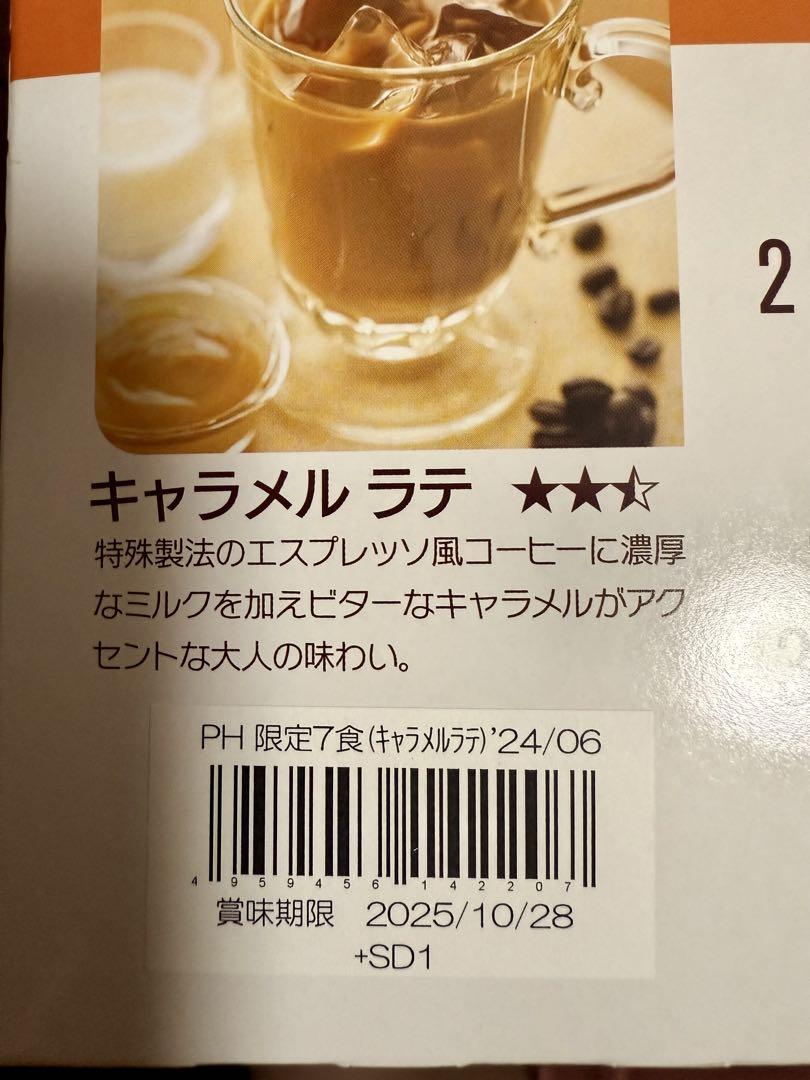 2
キャラメル ラテ ★★⯪
特殊製法のエスプレッソ風コーヒーに濃厚
なミルクを加えビターなキャラメルがアク
セントな大人の味わい。
PH 限定7食(ｷｬﾗﾒﾙﾗﾃ)'24/06
4 959456 142207
賞味期限 2025/10/28
+SD1